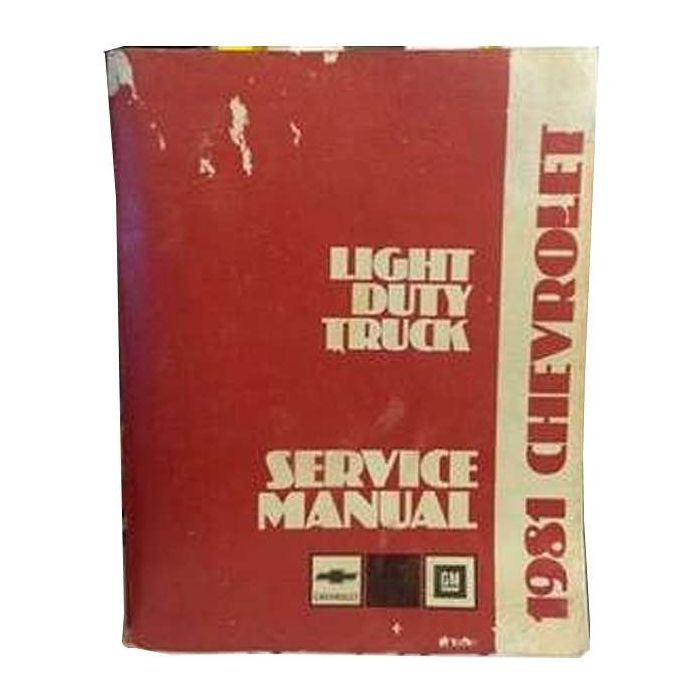 LIGHT
DUTY
TRUCK
SERVICE
MANUAL
CHEVROLET
GM
1981 CHEVROLET